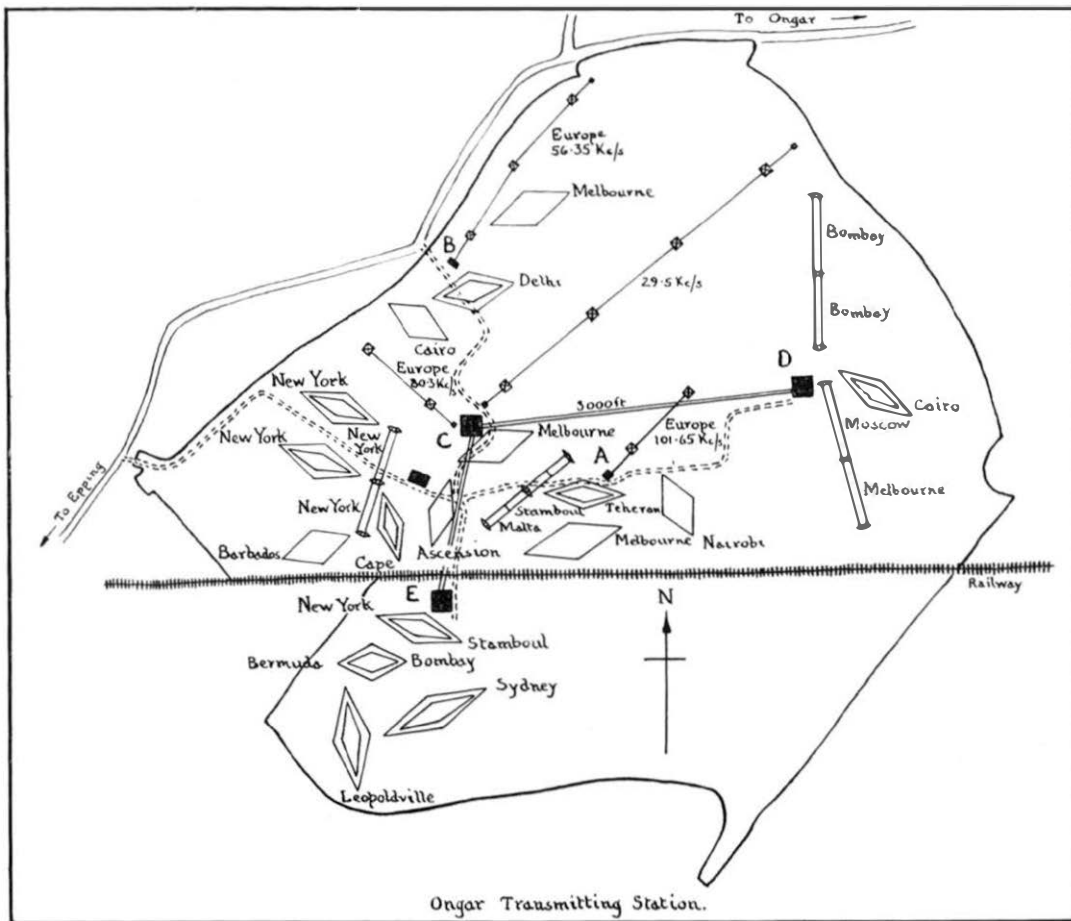 To Ongar
Europe
56·35 Kc/s
Melbourne
B
Bombay
Delhi
29·5 Kc/s
Bombay
Cairo
Europe
80·3 Kc/s
D
New York
3000ft
Cairo
Moscow
New York
New
York
C
Melbourne
Europe
101·65 Kc/s
A
To Epping
New York
Stamboul
Malta
Teheran
Melbourne
Barbados
Cape
Ascension
Melbourne
Nairobi
Railway
New York
E
N
Stamboul
Bermuda
Bombay
Sydney
Leopoldville
Ongar Transmitting Station.